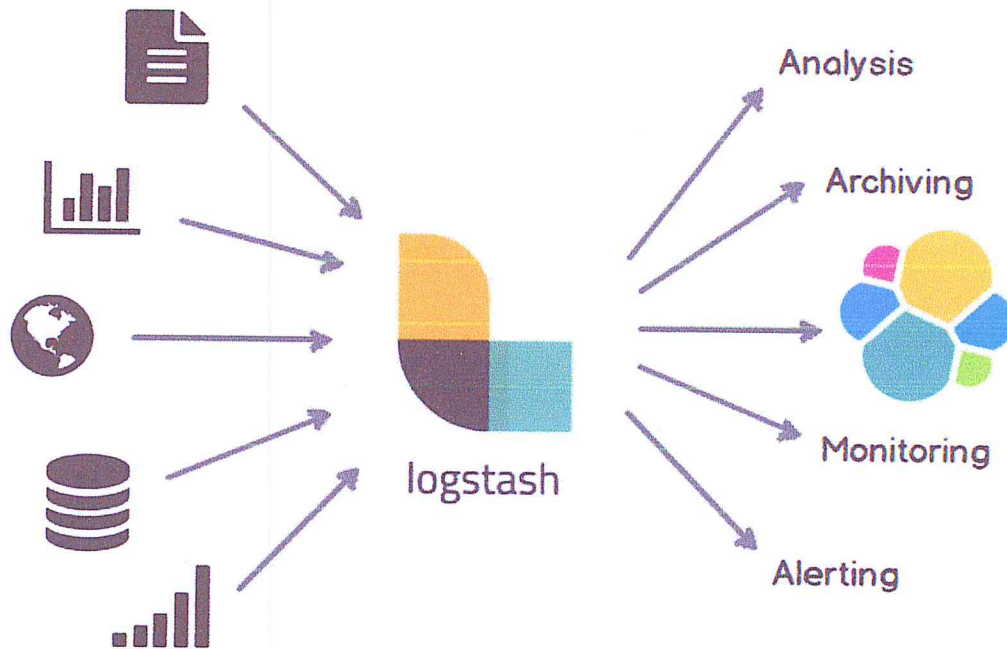 Analysis
Archiving
logstash
Monitoring
Alerting